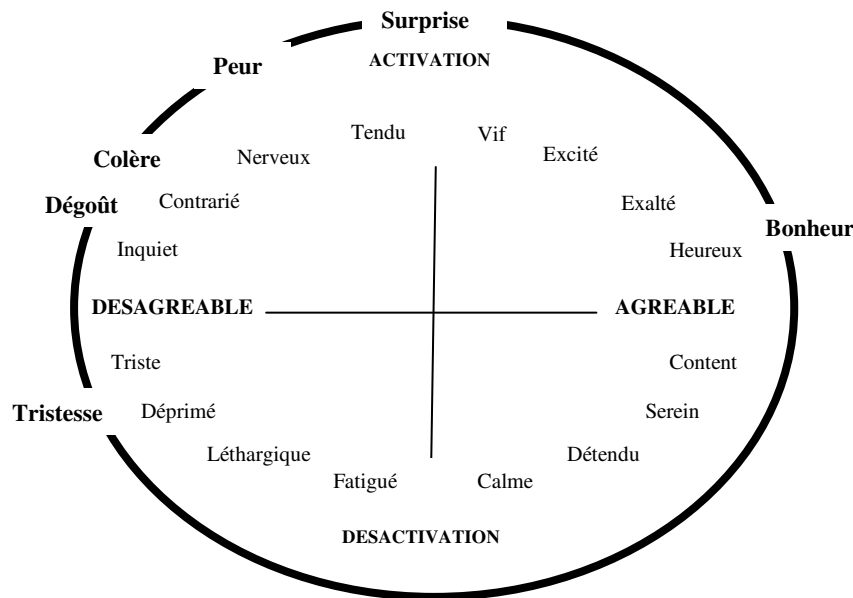 Surprise
ACTIVATION
Peur
Tendu
Vif
Excité
Nerveux
Colère
Contrarié
Exalté
Dégoût
Bonheur
Inquiet
Heureux
DESAGREABLE
AGREABLE
Triste
Content
Tristesse
Déprimé
Serein
Léthargique
Détendu
Fatigué
Calme
DESACTIVATION